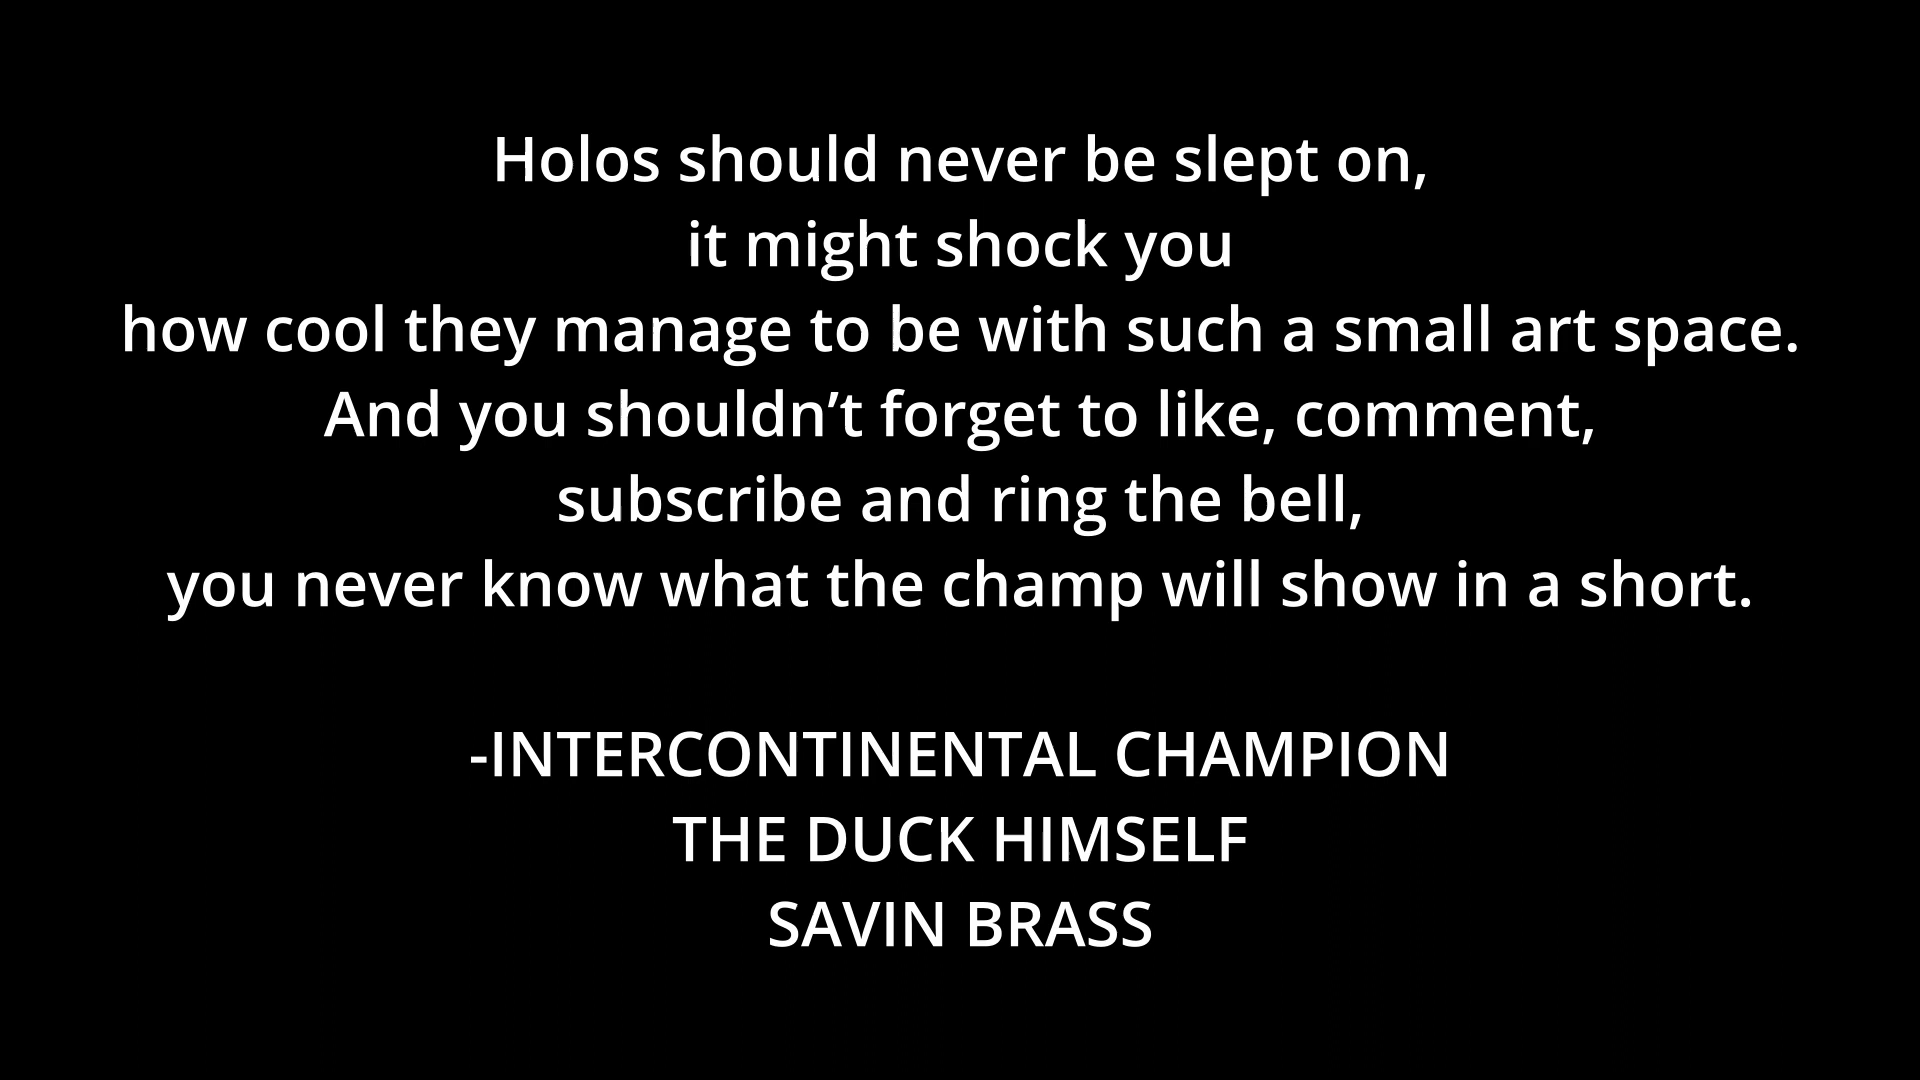 Holos should never be slept on,
it might shock you
how cool they manage to be with such a small art space.
And you shouldn’t forget to like, comment,
subscribe and ring the bell,
you never know what the champ will show in a short.
-INTERCONTINENTAL CHAMPION
THE DUCK HIMSELF
SAVIN BRASS